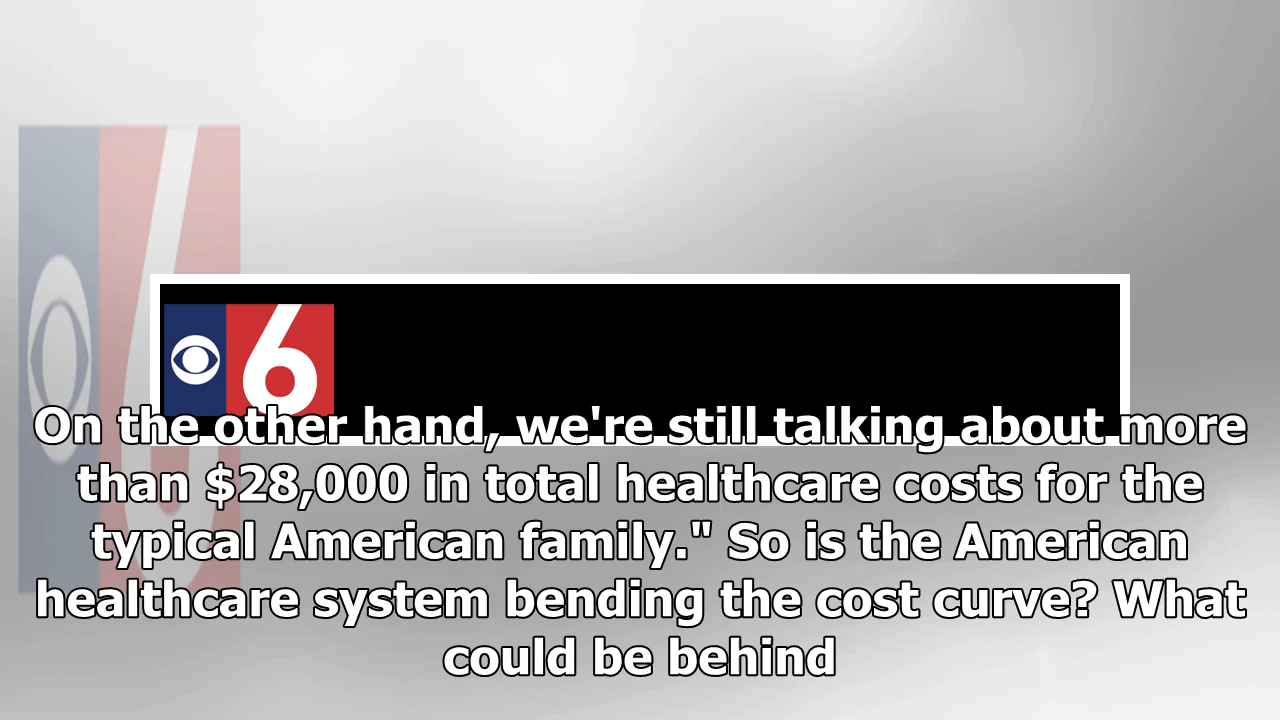 6
On the other hand, we're still talking about more
than $28,000 in total healthcare costs for the
typical American family." So is the American
healthcare system bending the cost curve? What
could be behind